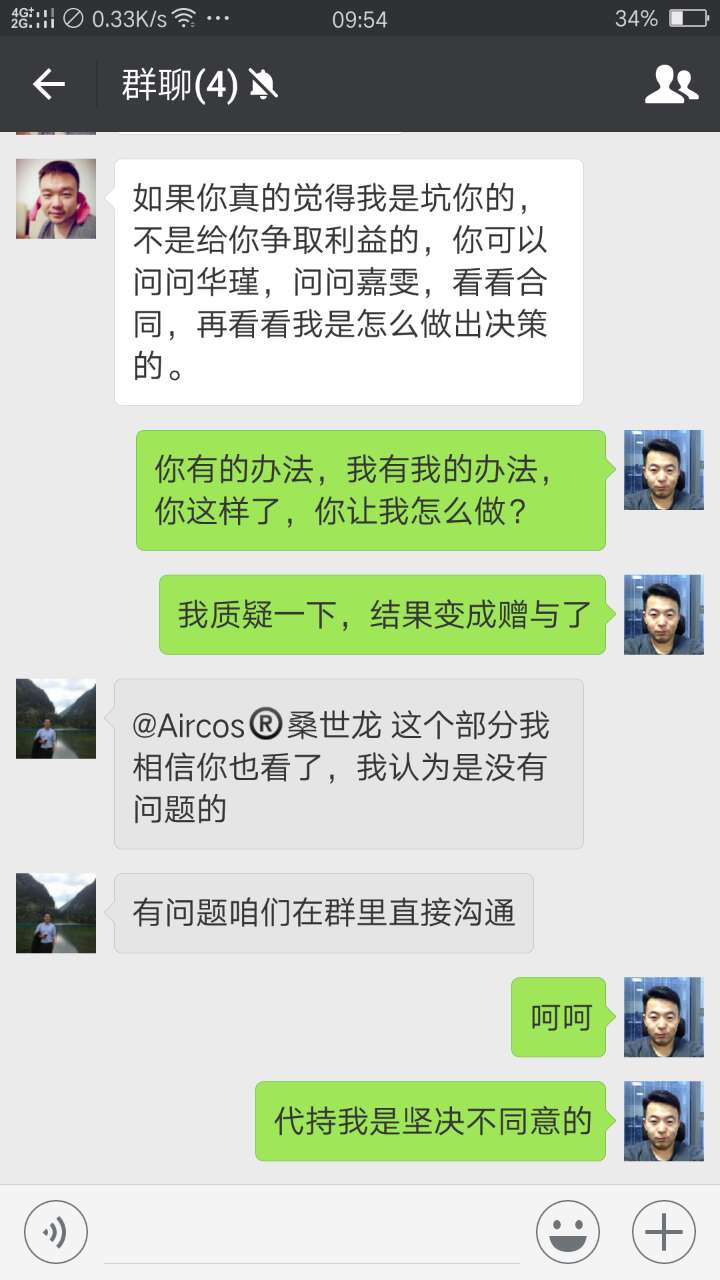 4G+ 2G 0.33K/s ··· 09:54 34%
群聊(4)
如果你真的觉得我是坑你的，
不是给你争取利益的，你可以
问问华瑾，问问嘉雯，看看合
同，再看看我是怎么做出决策
的。
你有的办法，我有我的办法，
你这样了，你让我怎么做？
我质疑一下，结果变成赠与了
@Aircos®桑世龙 这个部分我
相信你也看了，我认为是没有
问题的
有问题咱们在群里直接沟通
呵呵
代持我是坚决不同意的